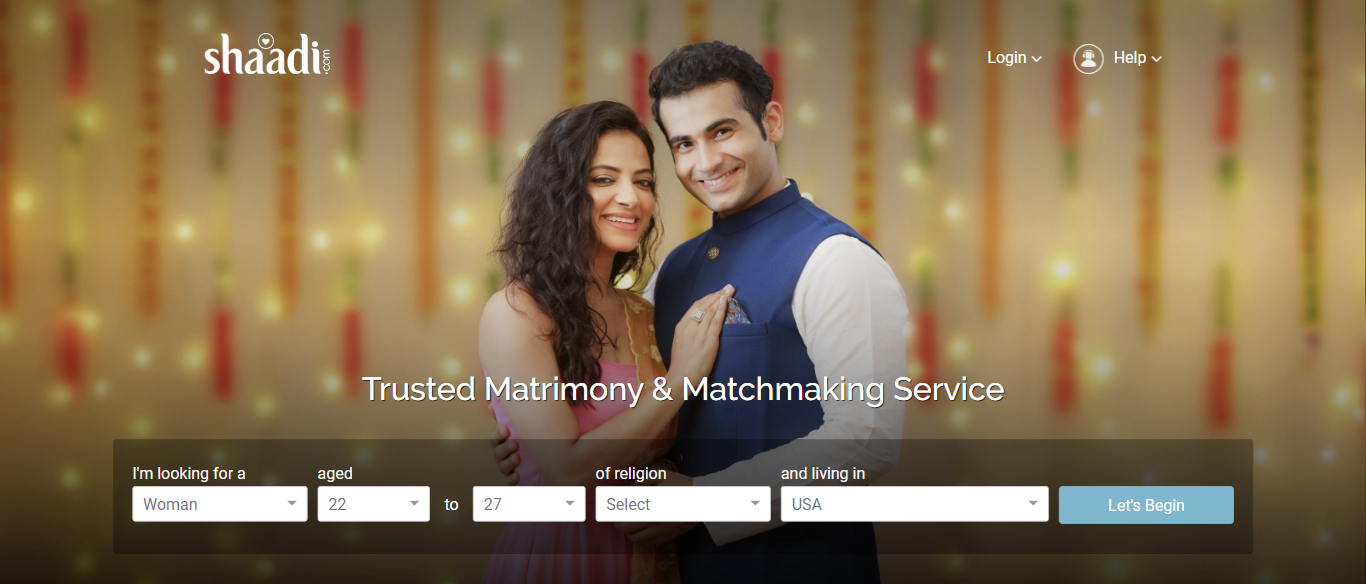 shaadi.com
Login
Help
Trusted Matrimony & Matchmaking Service
I'm looking for a aged of religion and living in
Woman 22 to 27 Select USA Let's Begin